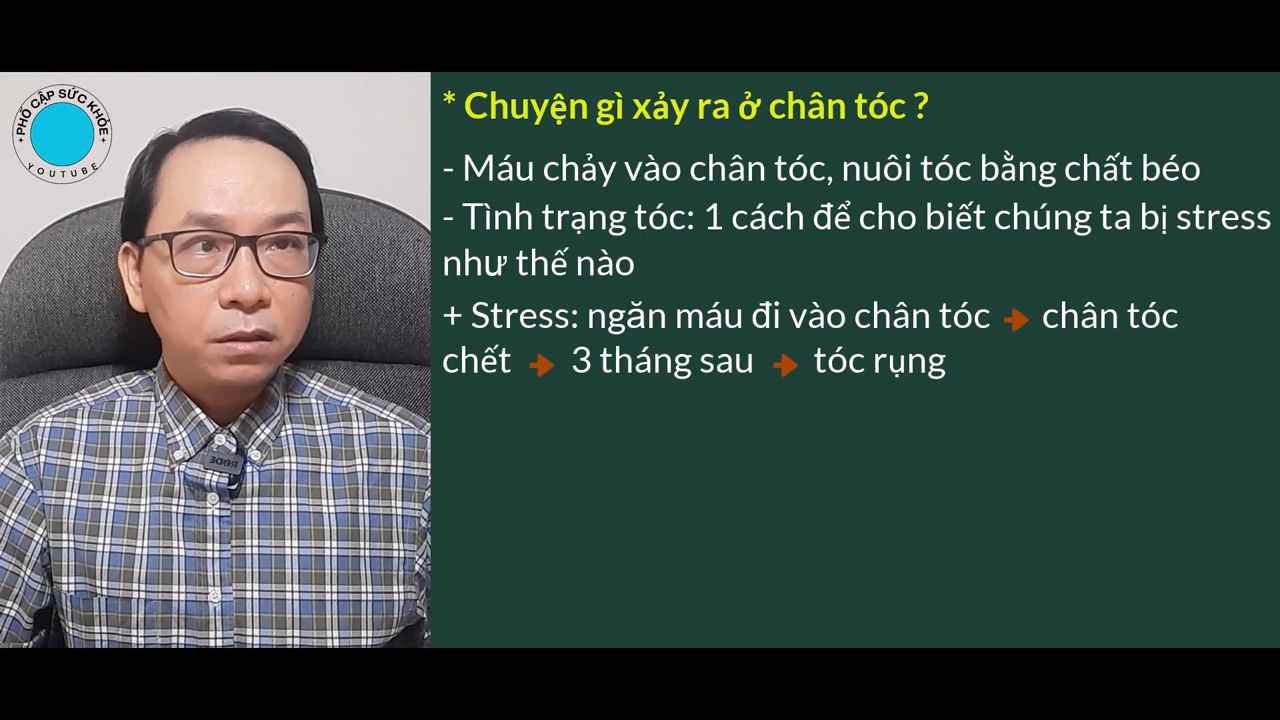 PHỔ CẬP SỨC KHỎE
YOUTUBE
* Chuyện gì xảy ra ở chân tóc ?
- Máu chảy vào chân tóc, nuôi tóc bằng chất béo
- Tình trạng tóc: 1 cách để cho biết chúng ta bị stress
như thế nào
+ Stress: ngăn máu đi vào chân tóc → chân tóc
chết → 3 tháng sau → tóc rụng
RØDE